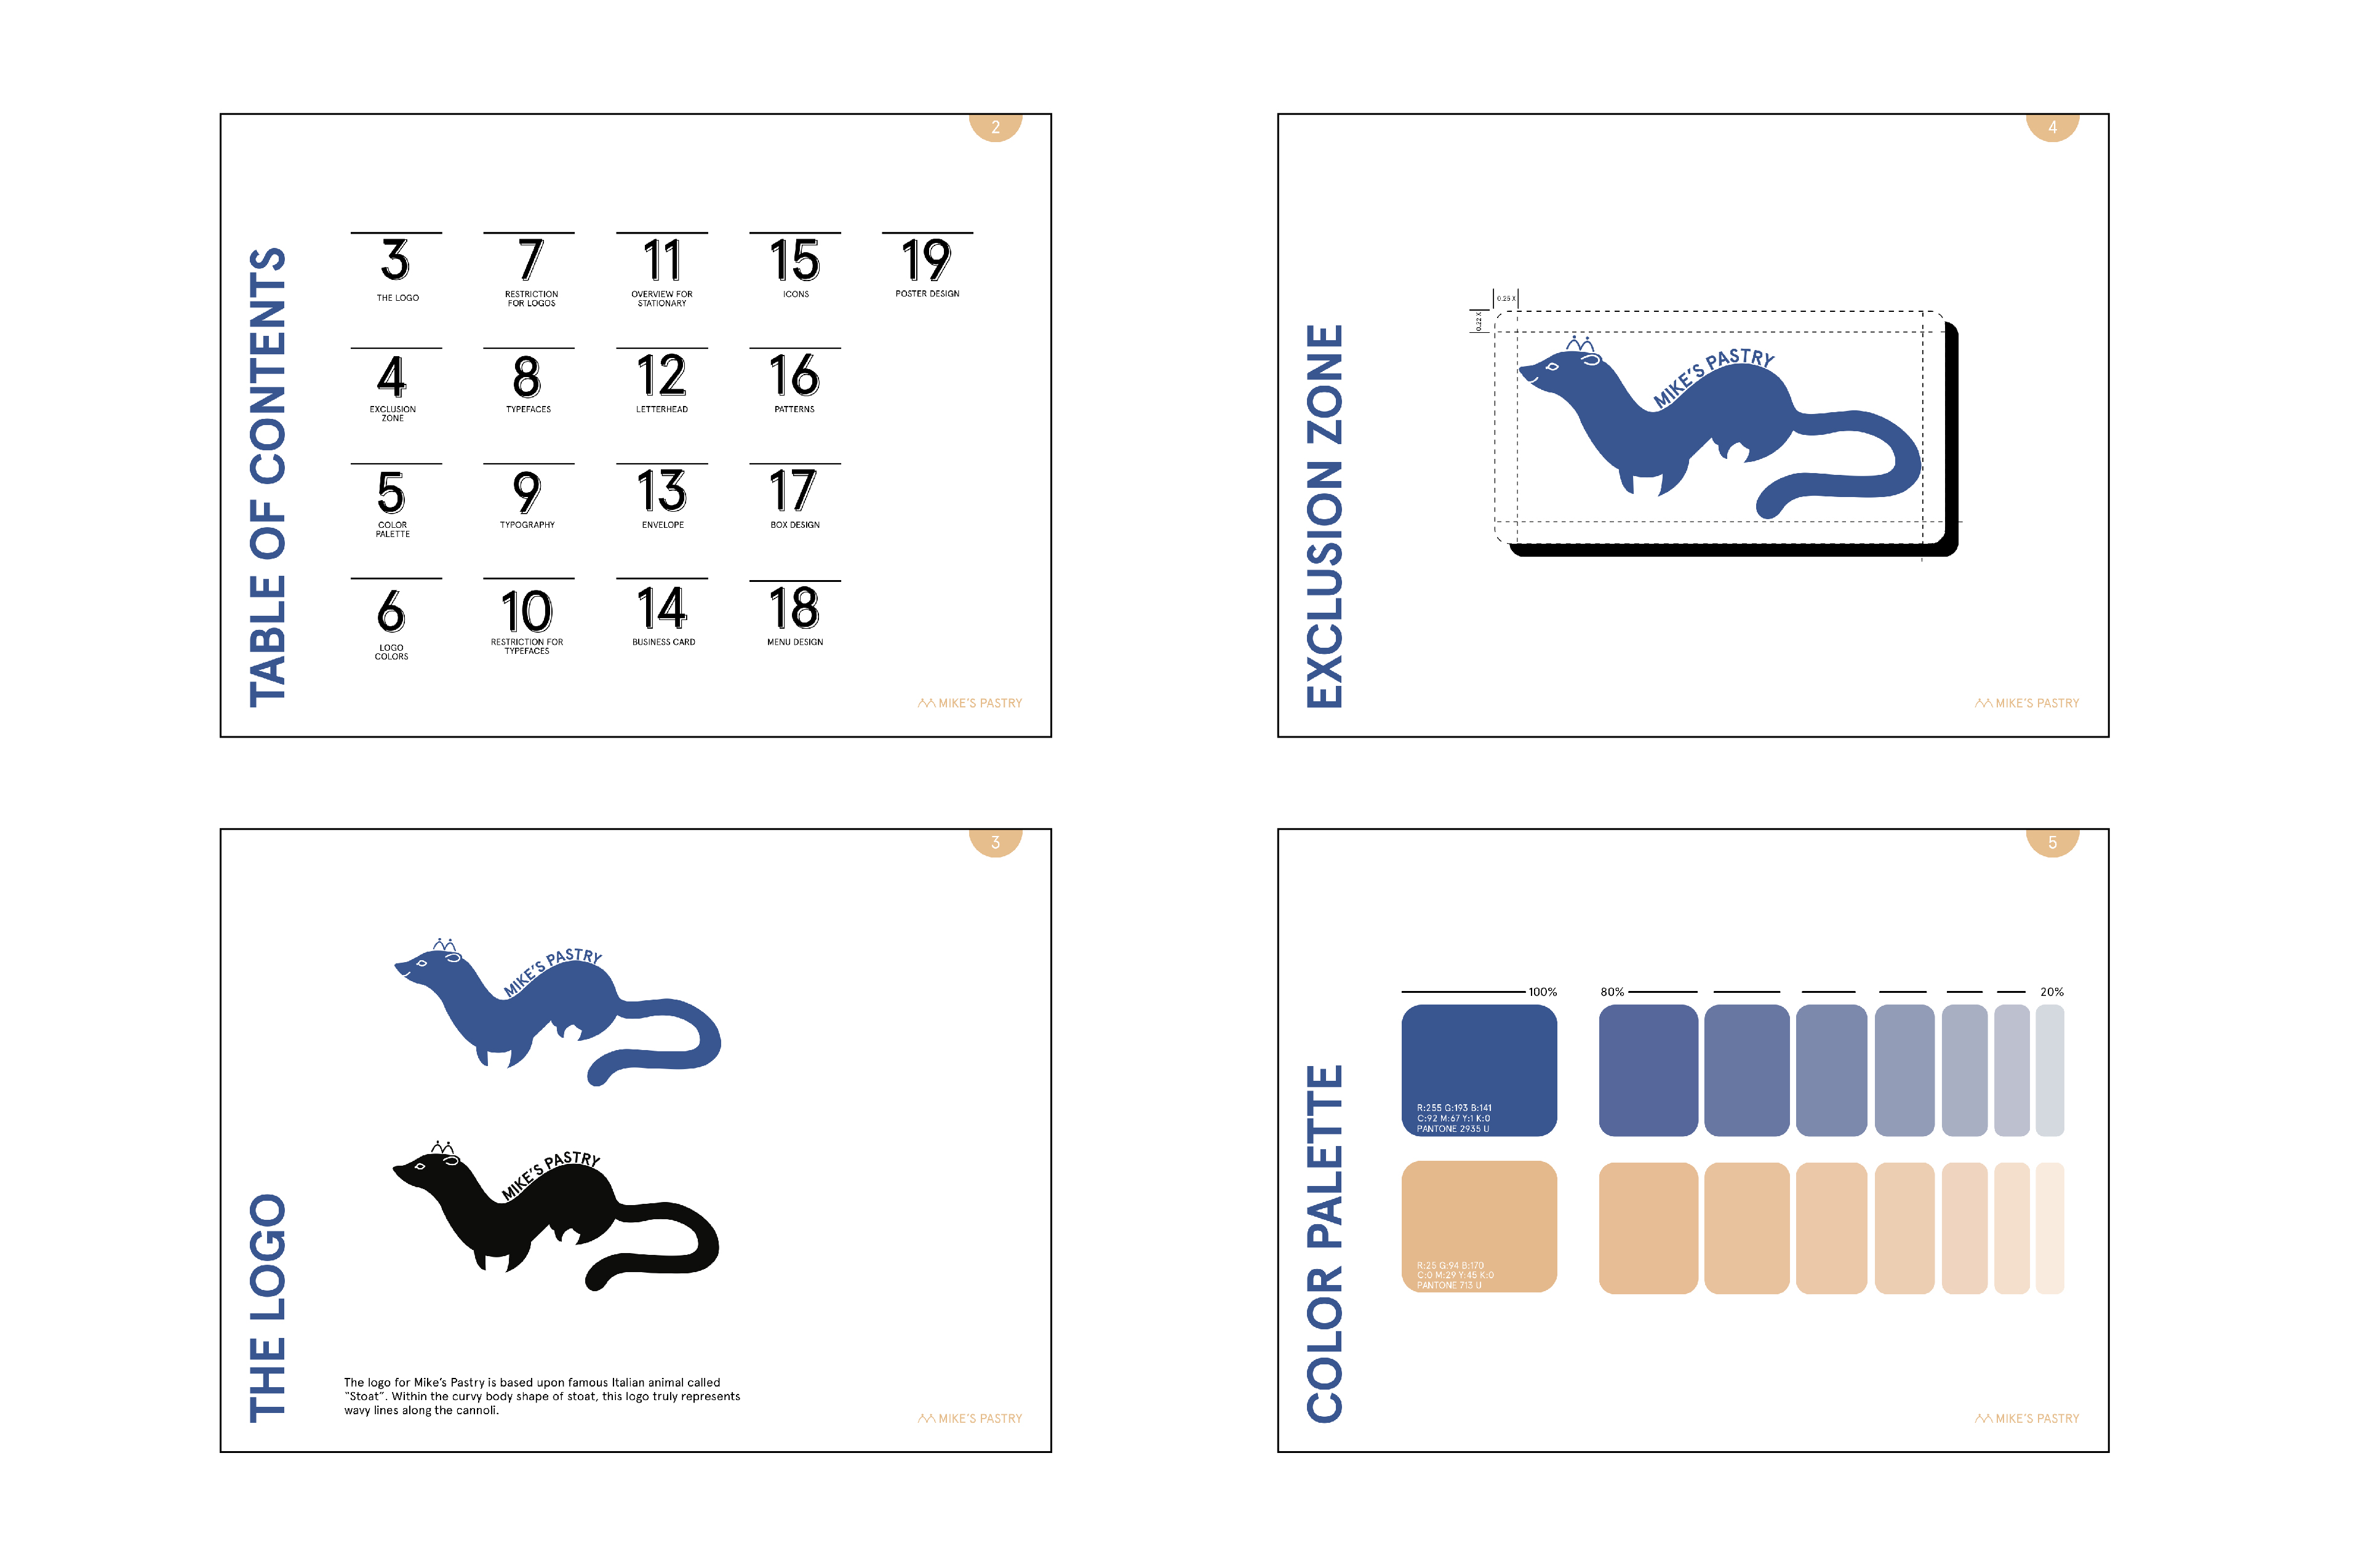 2
TABLE OF CONTENTS
3
THE LOGO
7
RESTRICTION
FOR LOGOS
11
OVERVIEW FOR
STATIONARY
15
ICONS
19
POSTER DESIGN
4
EXCLUSION
ZONE
8
TYPEFACES
12
LETTERHEAD
16
PATTERNS
5
COLOR
PALETTE
9
TYPOGRAPHY
13
ENVELOPE
17
BOX DESIGN
6
LOGO
COLORS
10
RESTRICTION FOR
TYPEFACES
14
BUSINESS CARD
18
MENU DESIGN
MIKE'S PASTRY
3
THE LOGO
MIKE'S PASTRY
MIKE'S PASTRY
The logo for Mike's Pastry is based upon famous Italian animal called
"Stoat". Within the curvy body shape of stoat, this logo truly represents
wavy lines along the cannoli.
MIKE'S PASTRY
4
EXCLUSION ZONE
0.25 X
0.22 X
MIKE'S PASTRY
MIKE'S PASTRY
5
COLOR PALETTE
100%
80%
20%
R:255 G:193 B:141
C:92 M:67 Y:1 K:0
PANTONE 2935 U
R:25 G:94 B:170
C:0 M:29 Y:45 K:0
PANTONE 713 U
MIKE'S PASTRY